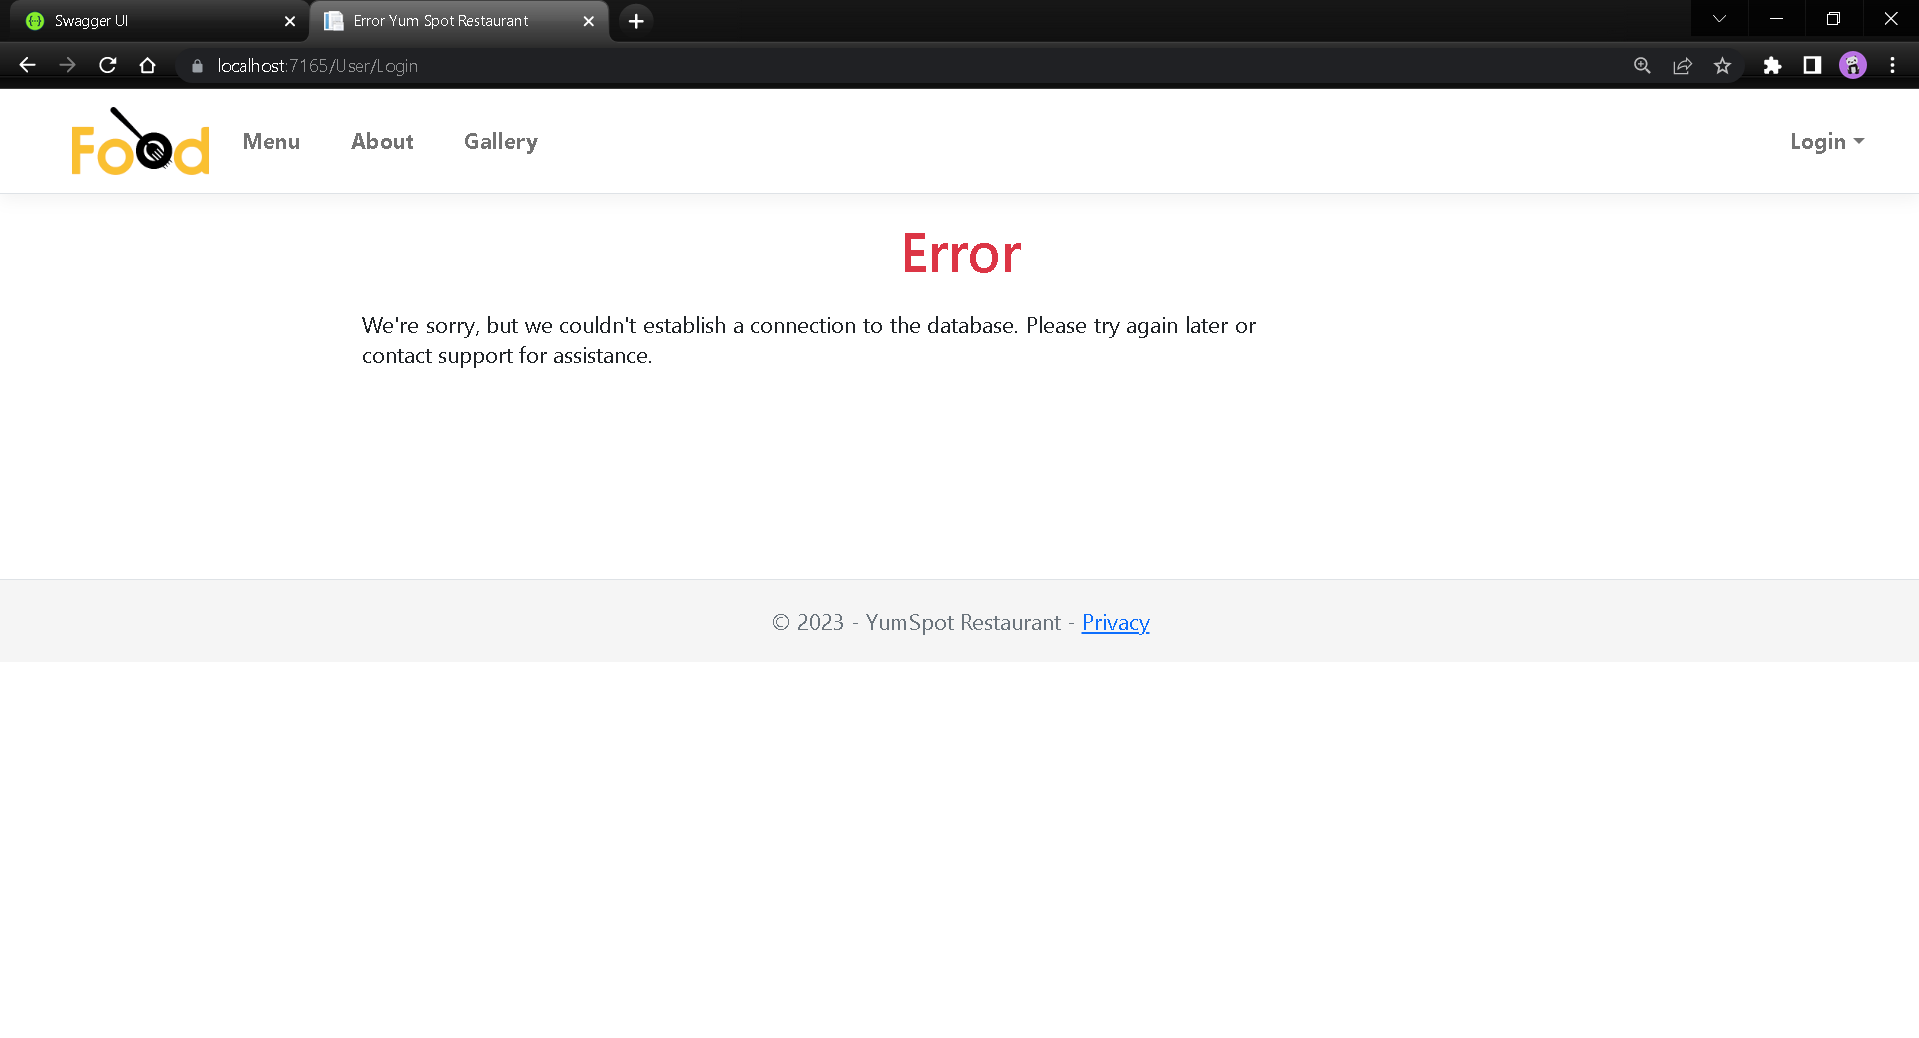 Swagger UI
Error Yum Spot Restaurant
localhost:7165/User/Login
Food
Menu
About
Gallery
Login
Error
We're sorry, but we couldn't establish a connection to the database. Please try again later or
contact support for assistance.
© 2023 - YumSpot Restaurant - Privacy